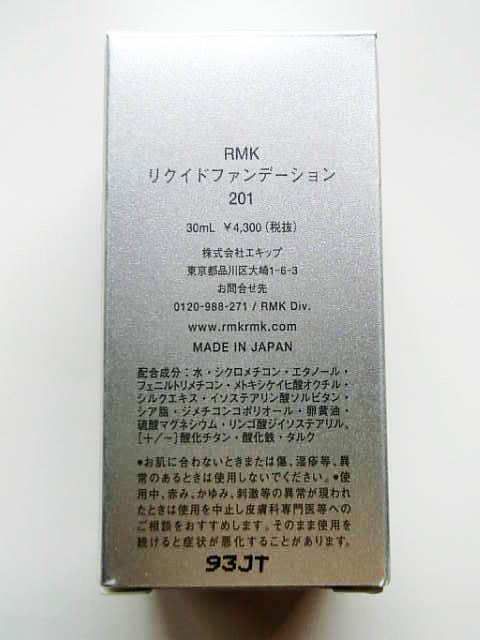 RMK
リクイドファンデーション
201
30mL ¥4,300(税抜)
株式会社エキップ
東京都品川区大崎1-6-3
お問合せ先
0120-988-271 / RMK Div.
www.rmkrmk.com
MADE IN JAPAN
配合成分：水・シクロメチコン・エタノール・
フェニルトリメチコン・メトキシケイヒ酸オクチル・
シルクエキス・イソステアリン酸ソルビタン・
シア脂・ジメチコンコポリオール・卵黄油・
硫酸マグネシウム・リンゴ酸ジイソステアリル、
[+/-]酸化チタン・酸化鉄・タルク
●お肌に合わないときまたは傷、湿疹等、異
常のあるときは使用しないでください。●使
用中、赤み、かゆみ、刺激等の異常が現われ
たときは使用を中止し皮膚科専門医等への
ご相談をおすすめします。そのまま使用を
続けると症状が悪化することがあります。
93JT